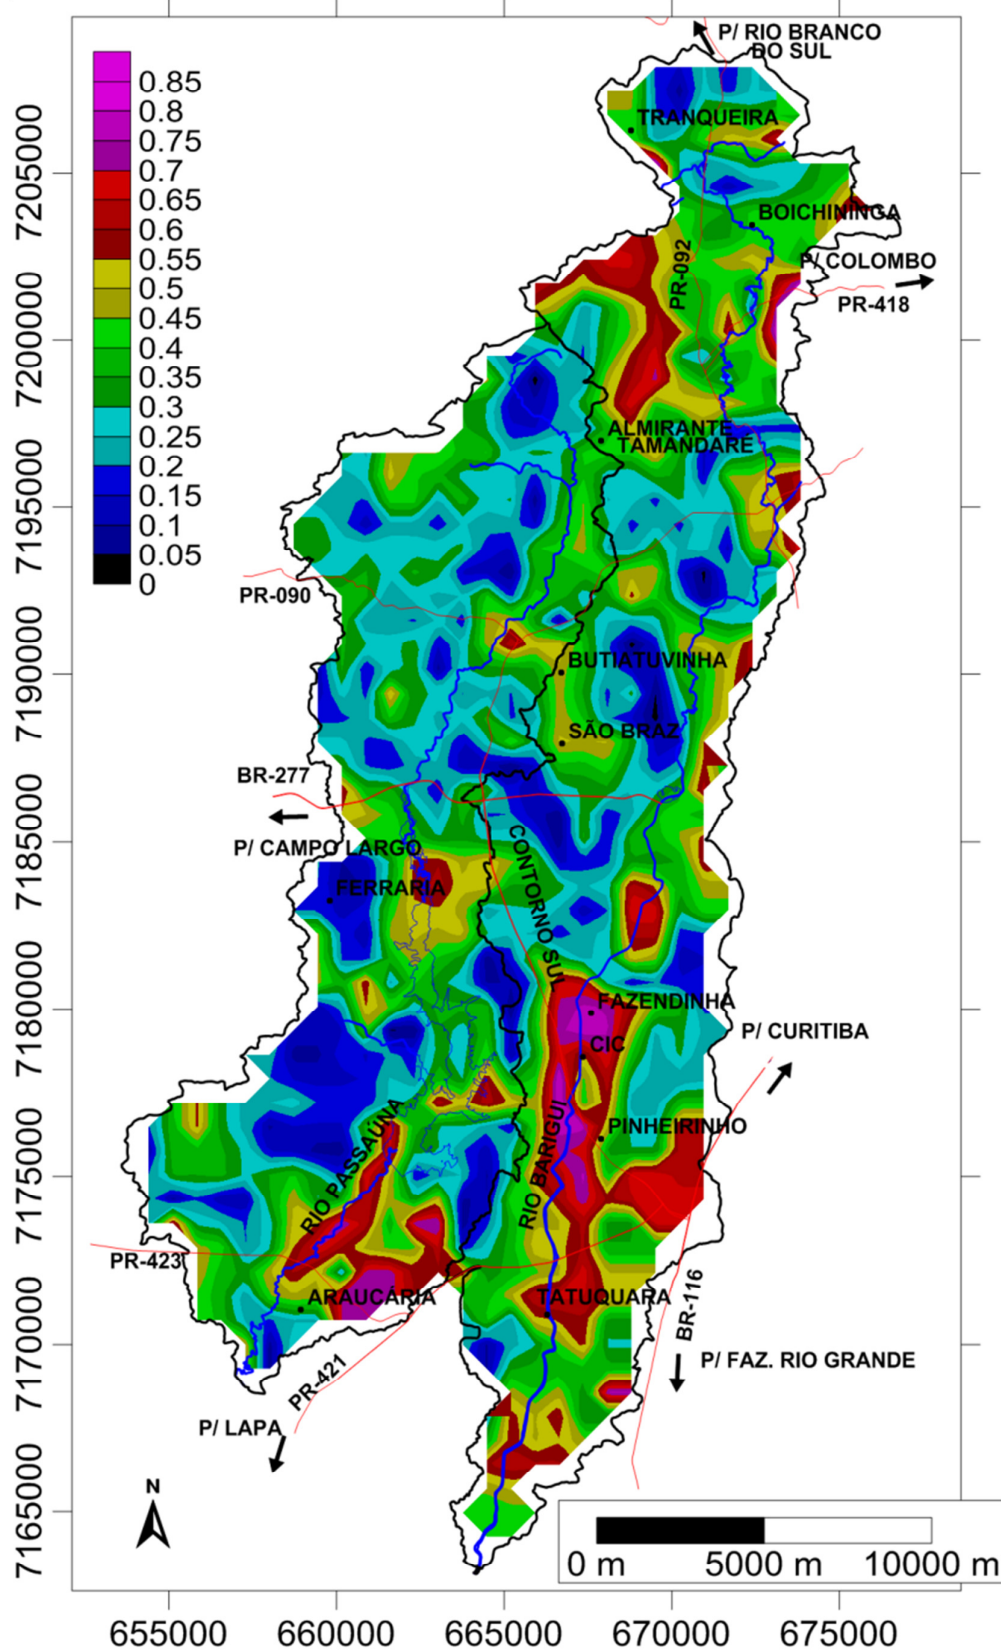 P/ RIO BRANCO
DO SUL
0.85
0.8
0.75
0.7
0.65
0.6
0.55
0.5
0.45
0.4
0.35
0.3
0.25
0.2
0.15
0.1
0.05
0
TRANQUEIRA
BOICHININGA
P/ COLOMBO
PR-092
PR-418
ALMIRANTE
TAMANDARÉ
PR-090
BUTIATUVINHA
SÃO BRAZ
BR-277
P/ CAMPO LARGO
CONTORNO SUL
FERRARIA
FAZENDINHA
P/ CURITIBA
CIC
PINHEIRINHO
RIO PASSAÚNA
RIO BARIGUI
PR-423
ARAUCÁRIA
TATUQUARA
BR-116
P/ FAZ. RIO GRANDE
PR-421
P/ LAPA
N
0 m 5000 m 10000 m
7205000
7200000
7195000
7190000
7185000
7180000
7175000
7170000
7165000
655000 660000 665000 670000 675000